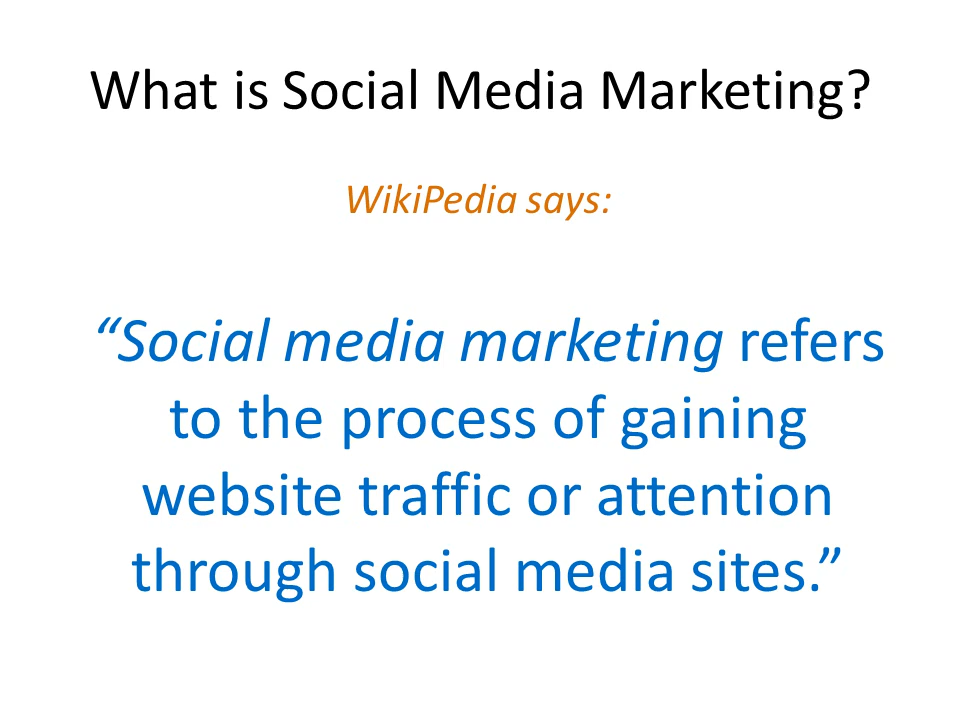 What is Social Media Marketing?
WikiPedia says:
“Social media marketing refers
to the process of gaining
website traffic or attention
through social media sites.”